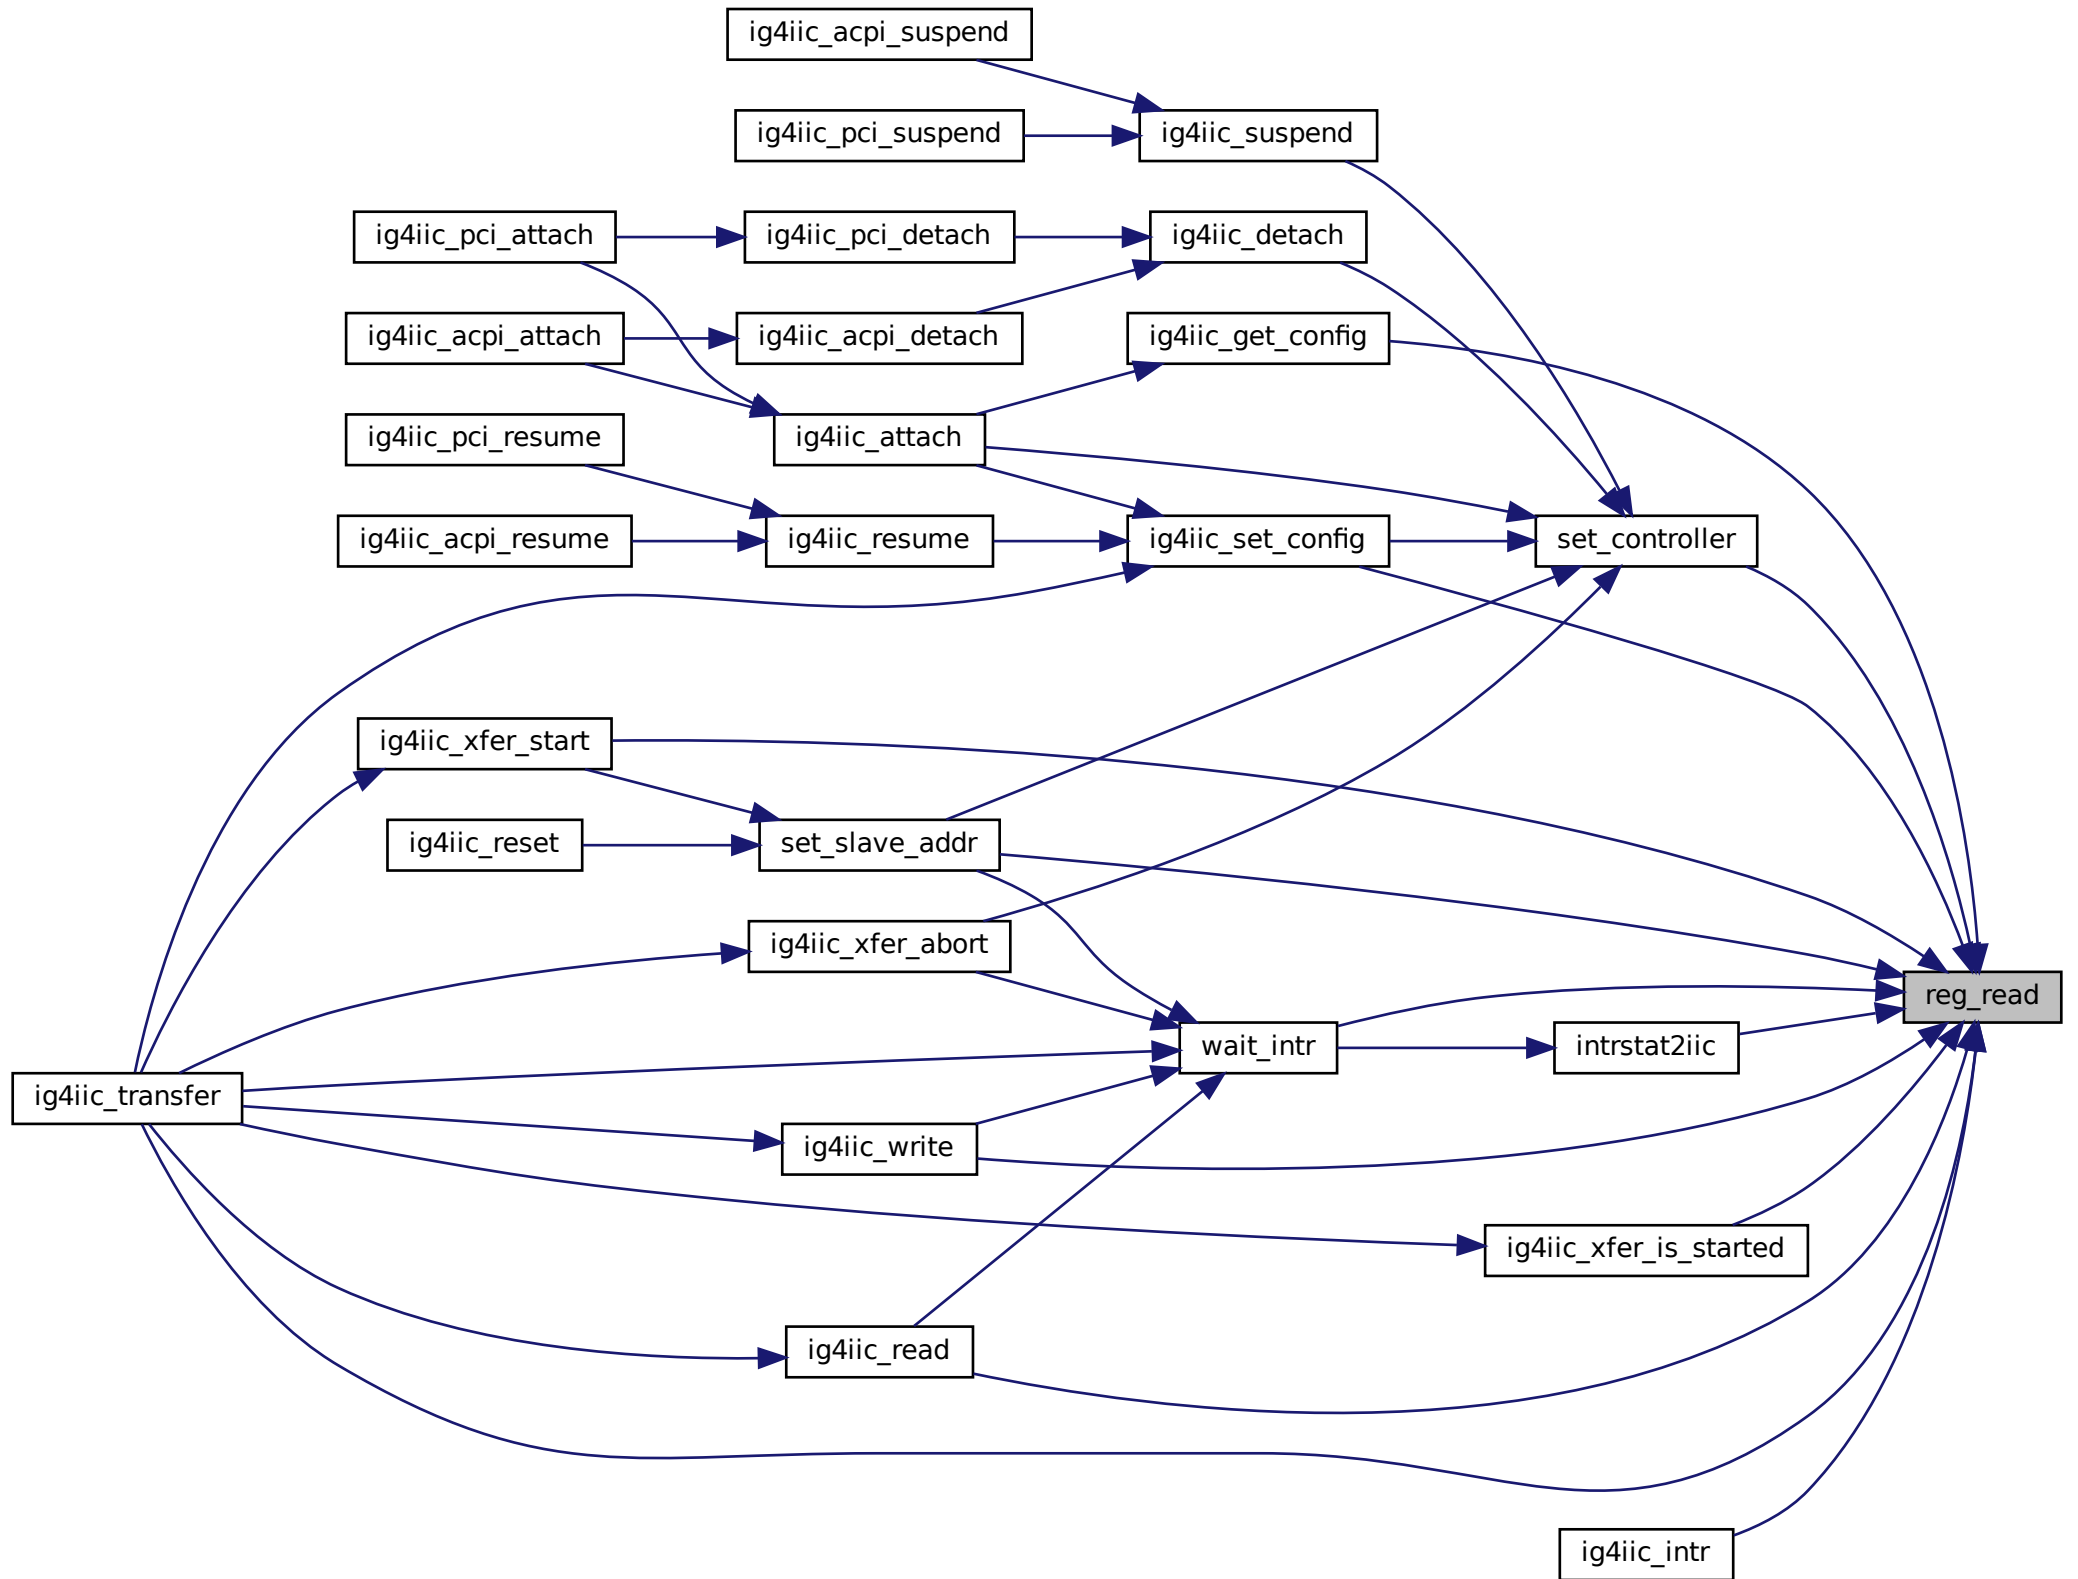 ig4iic_acpi_suspend
ig4iic_pci_suspend
ig4iic_suspend
ig4iic_pci_attach
ig4iic_pci_detach
ig4iic_detach
ig4iic_acpi_attach
ig4iic_acpi_detach
ig4iic_get_config
ig4iic_pci_resume
ig4iic_attach
ig4iic_acpi_resume
ig4iic_resume
ig4iic_set_config
set_controller
ig4iic_xfer_start
ig4iic_reset
set_slave_addr
ig4iic_xfer_abort
reg_read
wait_intr
intrstat2iic
ig4iic_transfer
ig4iic_write
ig4iic_xfer_is_started
ig4iic_read
ig4iic_intr